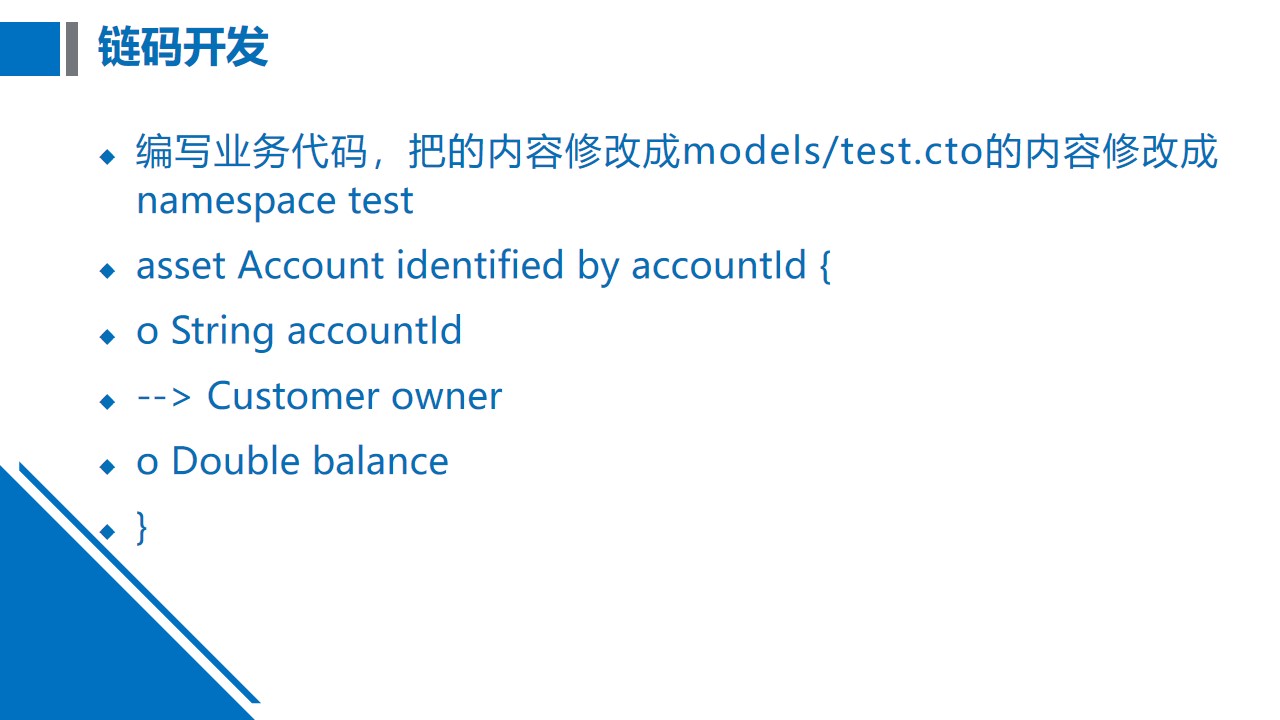 链码开发
编写业务代码，把的内容修改成models/test.cto的内容修改成
namespace test
asset Account identified by accountId {
o String accountId
--> Customer owner
o Double balance
}